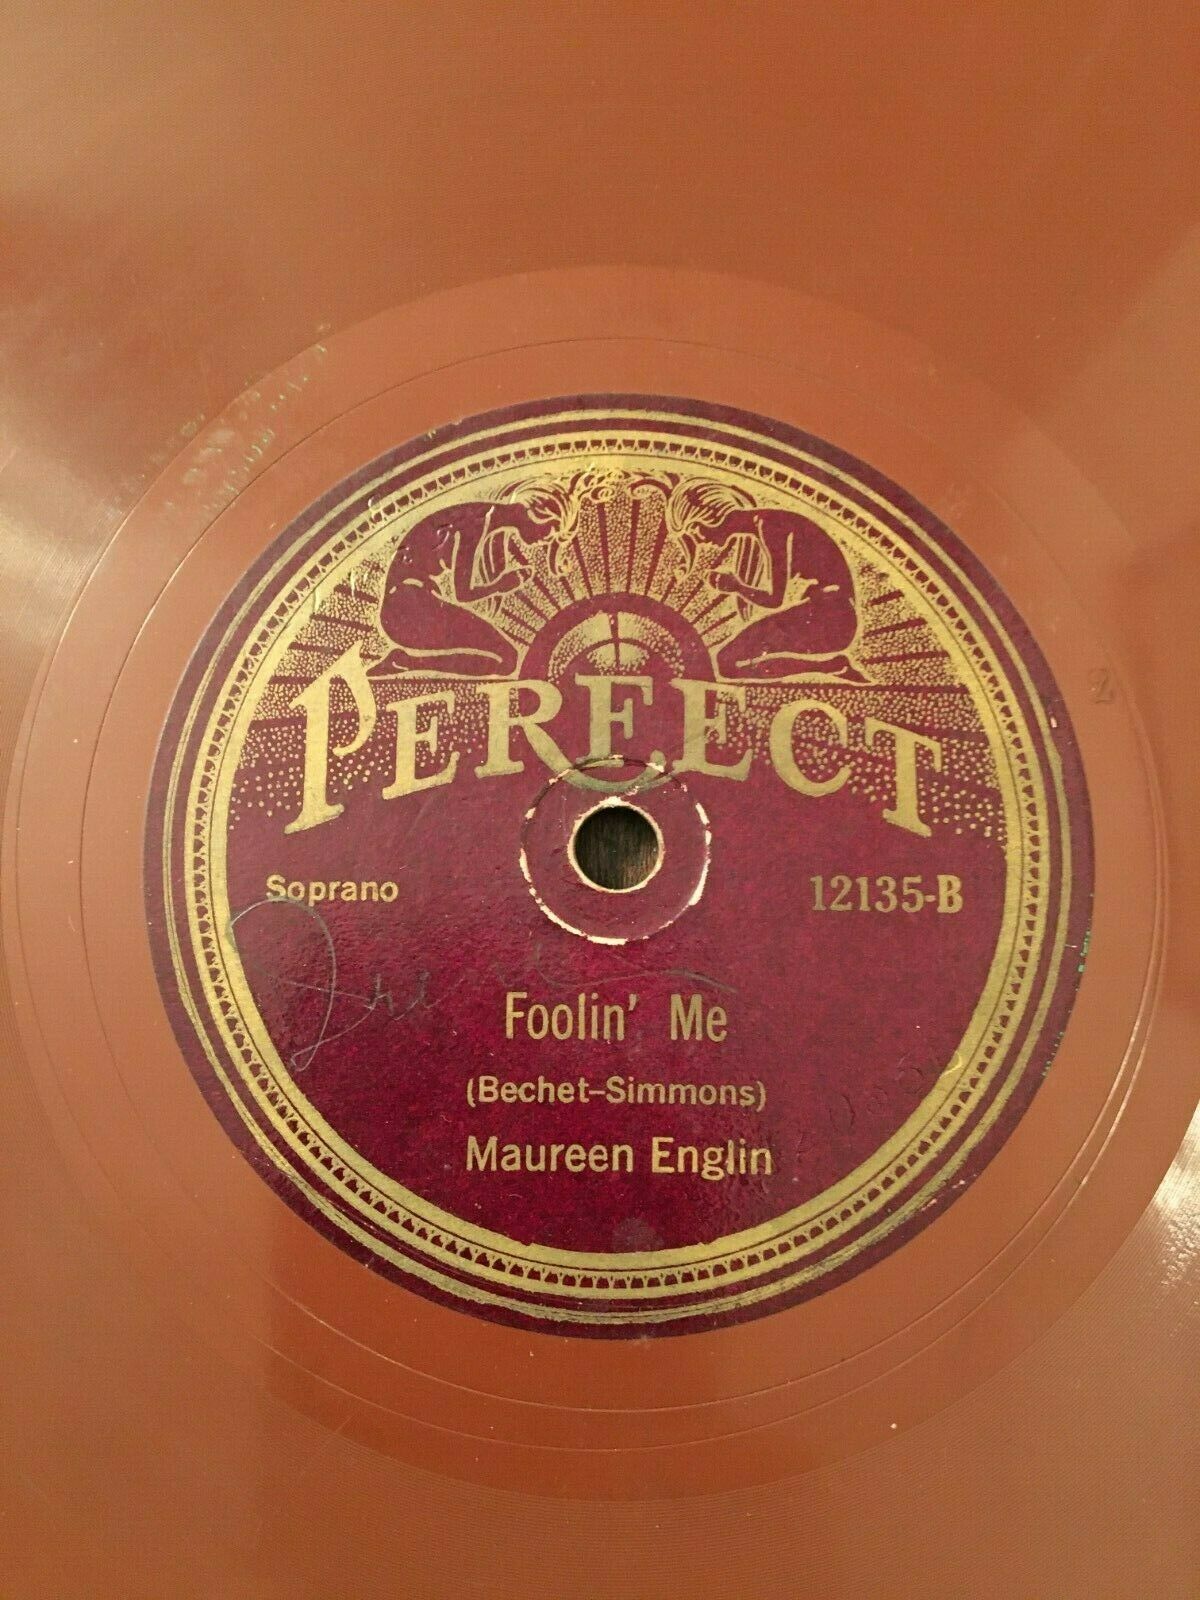 PERFECT
Soprano
12135-B
Foolin' Me
(Bechet-Simmons)
Maureen Englin